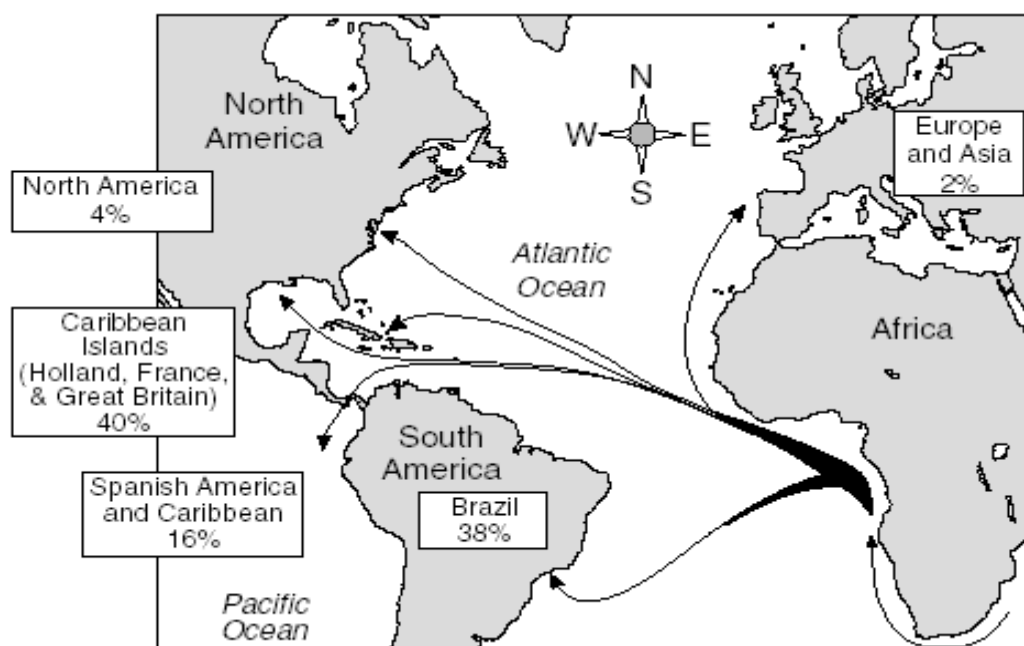 North
America
N
W
E
S
Europe
and Asia
2%
North America
4%
Atlantic
Ocean
Caribbean
Islands
(Holland, France,
& Great Britain)
40%
Africa
South
America
Spanish America
and Caribbean
16%
Brazil
38%
Pacific
Ocean